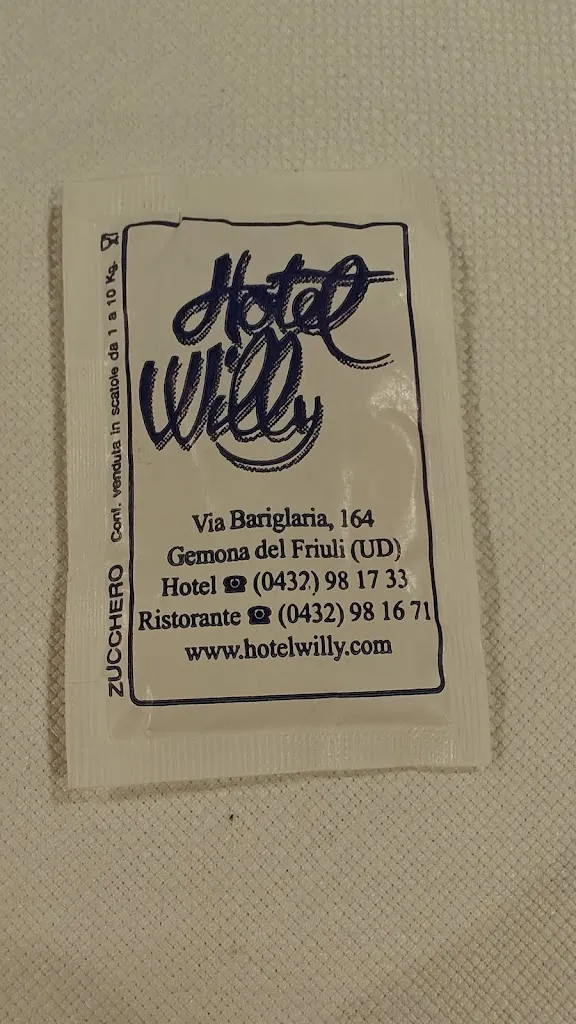 Hotel
Willy
Via Bariglaria, 164
Gemona del Friuli (UD)
Hotel ☎ (0432) 98 17 33
Ristorante ☎ (0432) 98 16 71
www.hotelwilly.com
ZUCCHERO Conf. venduta in scatole da 1 a 10 Kg.